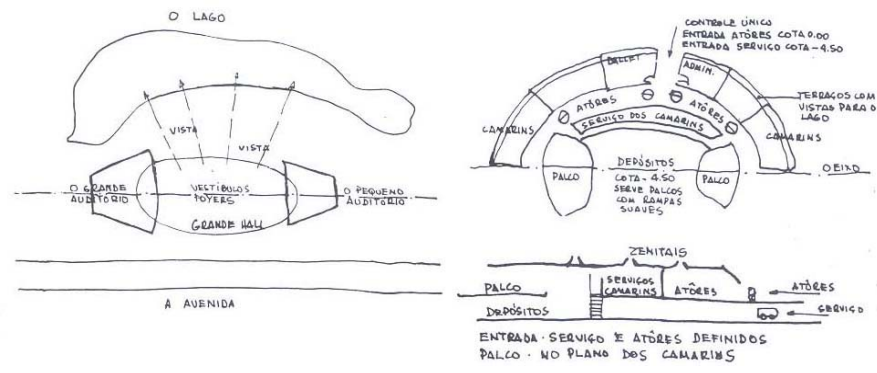 O LAGO
VISTA
VISTA
O GRANDE
AUDITÓRIO
VESTÍBULOS
FOYERS
GRANDE HALL
O PEQUENO
AUDITÓRIO
A AVENIDA
CONTROLE ÚNICO
ENTRADA ATÔRES COTA 0.00
ENTRADA SERVIÇO COTA -4.50
BALLET
ADMIN.
ATÔRES
ATÔRES
TERRAÇOS COM
VISTAS PARA O
LAGO
CAMARINS
SERVIÇO DOS CAMARINS
CAMARINS
PALCO
DEPÓSITOS
COTA -4.50
SERVE PALCOS
COM RAMPAS
SUAVES
PALCO
O EIXO
ZENITAIS
PALCO
SERVIÇOS
CAMARINS
ATÔRES
ATÔRES
DEPÓSITOS
SERVIÇO
ENTRADA · SERVIÇO E ATÔRES DEFINIDOS
PALCO · NO PLANO DOS CAMARINS